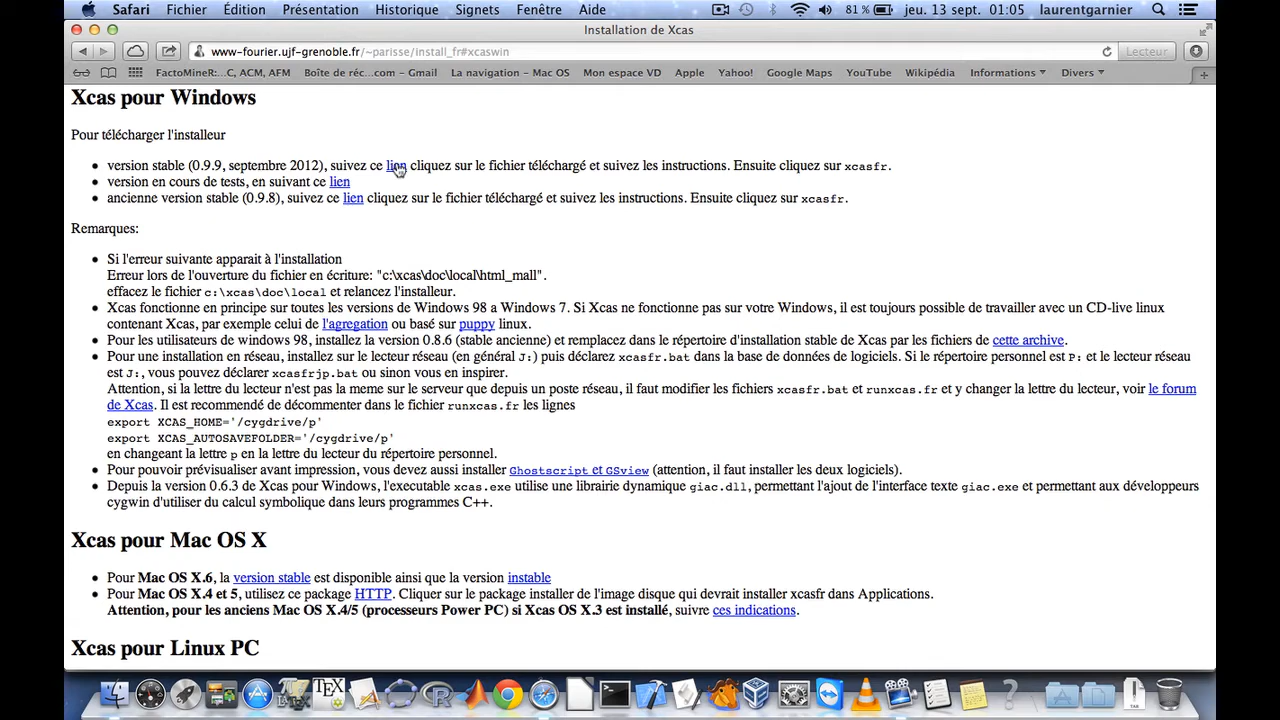 Safari Fichier Édition Présentation Historique Signets Fenêtre Aide 81 % jeu. 13 sept. 01:05 laurentgarnier
Installation de Xcas
www-fourier.ujf-grenoble.fr/~parisse/install_fr#xcaswin Lecteur
FactoMineR:...C, ACM, AFM Boîte de réc...com - Gmail La navigation - Mac OS Mon espace VD Apple Yahoo! Google Maps YouTube Wikipédia Informations Divers
Xcas pour Windows
Pour télécharger l'installeur
• version stable (0.9.9, septembre 2012), suivez ce lien cliquez sur le fichier téléchargé et suivez les instructions. Ensuite cliquez sur xcasfr.
• version en cours de tests, en suivant ce lien
• ancienne version stable (0.9.8), suivez ce lien cliquez sur le fichier téléchargé et suivez les instructions. Ensuite cliquez sur xcasfr.
Remarques:
• Si l'erreur suivante apparait à l'installation
Erreur lors de l'ouverture du fichier en écriture: "c:\xcas\doc\local\html_mall".
effacez le fichier c:\xcas\doc\local et relancez l'installeur.
• Xcas fonctionne en principe sur toutes les versions de Windows 98 a Windows 7. Si Xcas ne fonctionne pas sur votre Windows, il est toujours possible de travailler avec un CD-live linux
contenant Xcas, par exemple celui de l'agregation ou basé sur puppy linux.
• Pour les utilisateurs de windows 98, installez la version 0.8.6 (stable ancienne) et remplacez dans le répertoire d'installation stable de Xcas par les fichiers de cette archive.
• Pour une installation en réseau, installez sur le lecteur réseau (en général J:) puis déclarez xcasfr.bat dans la base de données de logiciels. Si le répertoire personnel est P: et le lecteur réseau
est J:, vous pouvez déclarer xcasfrjp.bat ou sinon vous en inspirer.
Attention, si la lettre du lecteur n'est pas la meme sur le serveur que depuis un poste réseau, il faut modifier les fichiers xcasfr.bat et runxcas.fr et y changer la lettre du lecteur, voir le forum
de Xcas. Il est recommendé de décommenter dans le fichier runxcas.fr les lignes
export XCAS_HOME='/cygdrive/p'
export XCAS_AUTOSAVEFOLDER='/cygdrive/p'
en changeant la lettre p en la lettre du lecteur du répertoire personnel.
• Pour pouvoir prévisualiser avant impression, vous devez aussi installer Ghostscript et GSview (attention, il faut installer les deux logiciels).
• Depuis la version 0.6.3 de Xcas pour Windows, l'executable xcas.exe utilise une librairie dynamique giac.dll, permettant l'ajout de l'interface texte giac.exe et permettant aux développeurs
cygwin d'utiliser du calcul symbolique dans leurs programmes C++.
Xcas pour Mac OS X
• Pour Mac OS X.6, la version stable est disponible ainsi que la version instable
• Pour Mac OS X.4 et 5, utilisez ce package HTTP. Cliquer sur le package installer de l'image disque qui devrait installer xcasfr dans Applications.
Attention, pour les anciens Mac OS X.4/5 (processeurs Power PC) si Xcas OS X.3 est installé, suivre ces indications.
Xcas pour Linux PC
TEX